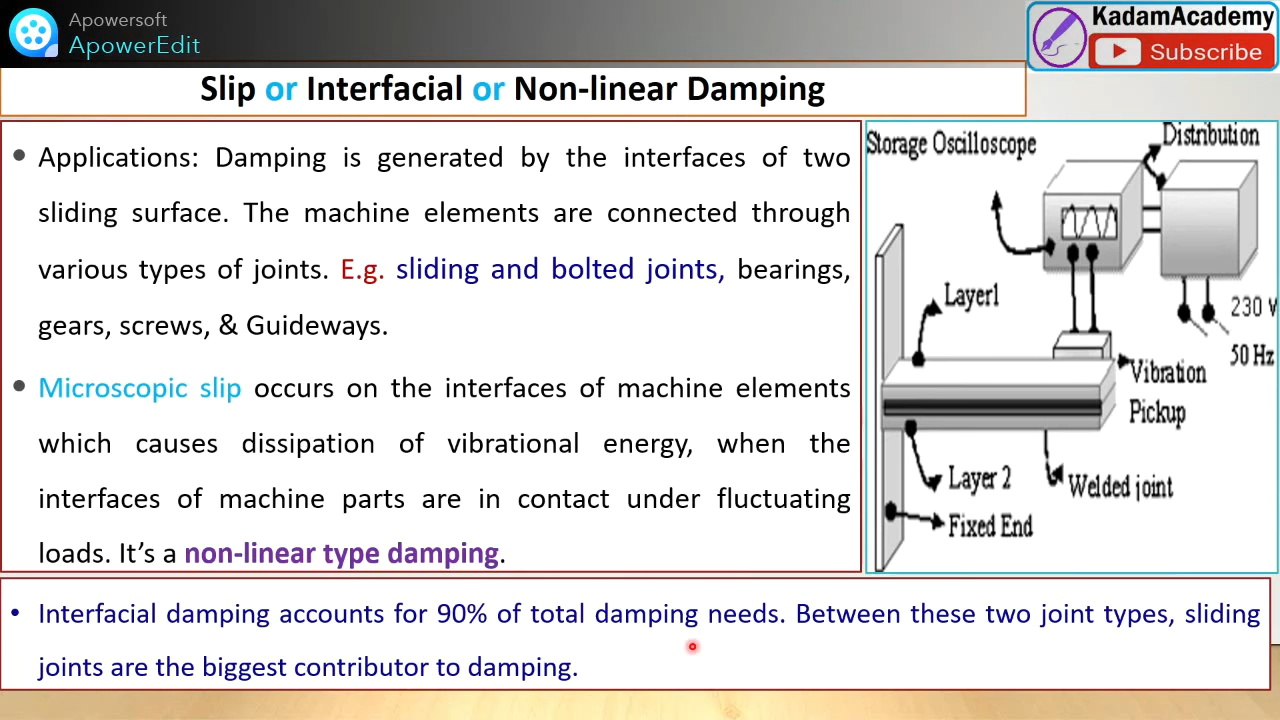 Apowersoft
ApowerEdit
KadamAcademy
Subscribe
Slip or Interfacial or Non-linear Damping
• Applications: Damping is generated by the interfaces of two
sliding surface. The machine elements are connected through
various types of joints. E.g. sliding and bolted joints, bearings,
gears, screws, & Guideways.
• Microscopic slip occurs on the interfaces of machine elements
which causes dissipation of vibrational energy, when the
interfaces of machine parts are in contact under fluctuating
loads. It's a non-linear type damping.
Storage Oscilloscope
Distribution
Layer1
230 V
50 Hz
Vibration
Pickup
Layer 2
Welded joint
Fixed End
• Interfacial damping accounts for 90% of total damping needs. Between these two joint types, sliding
joints are the biggest contributor to damping.